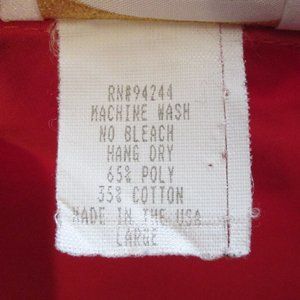 RN#94244
MACHINE WASH
NO BLEACH
HANG DRY
65% POLY
35% COTTON
MADE IN THE USA
LARGE